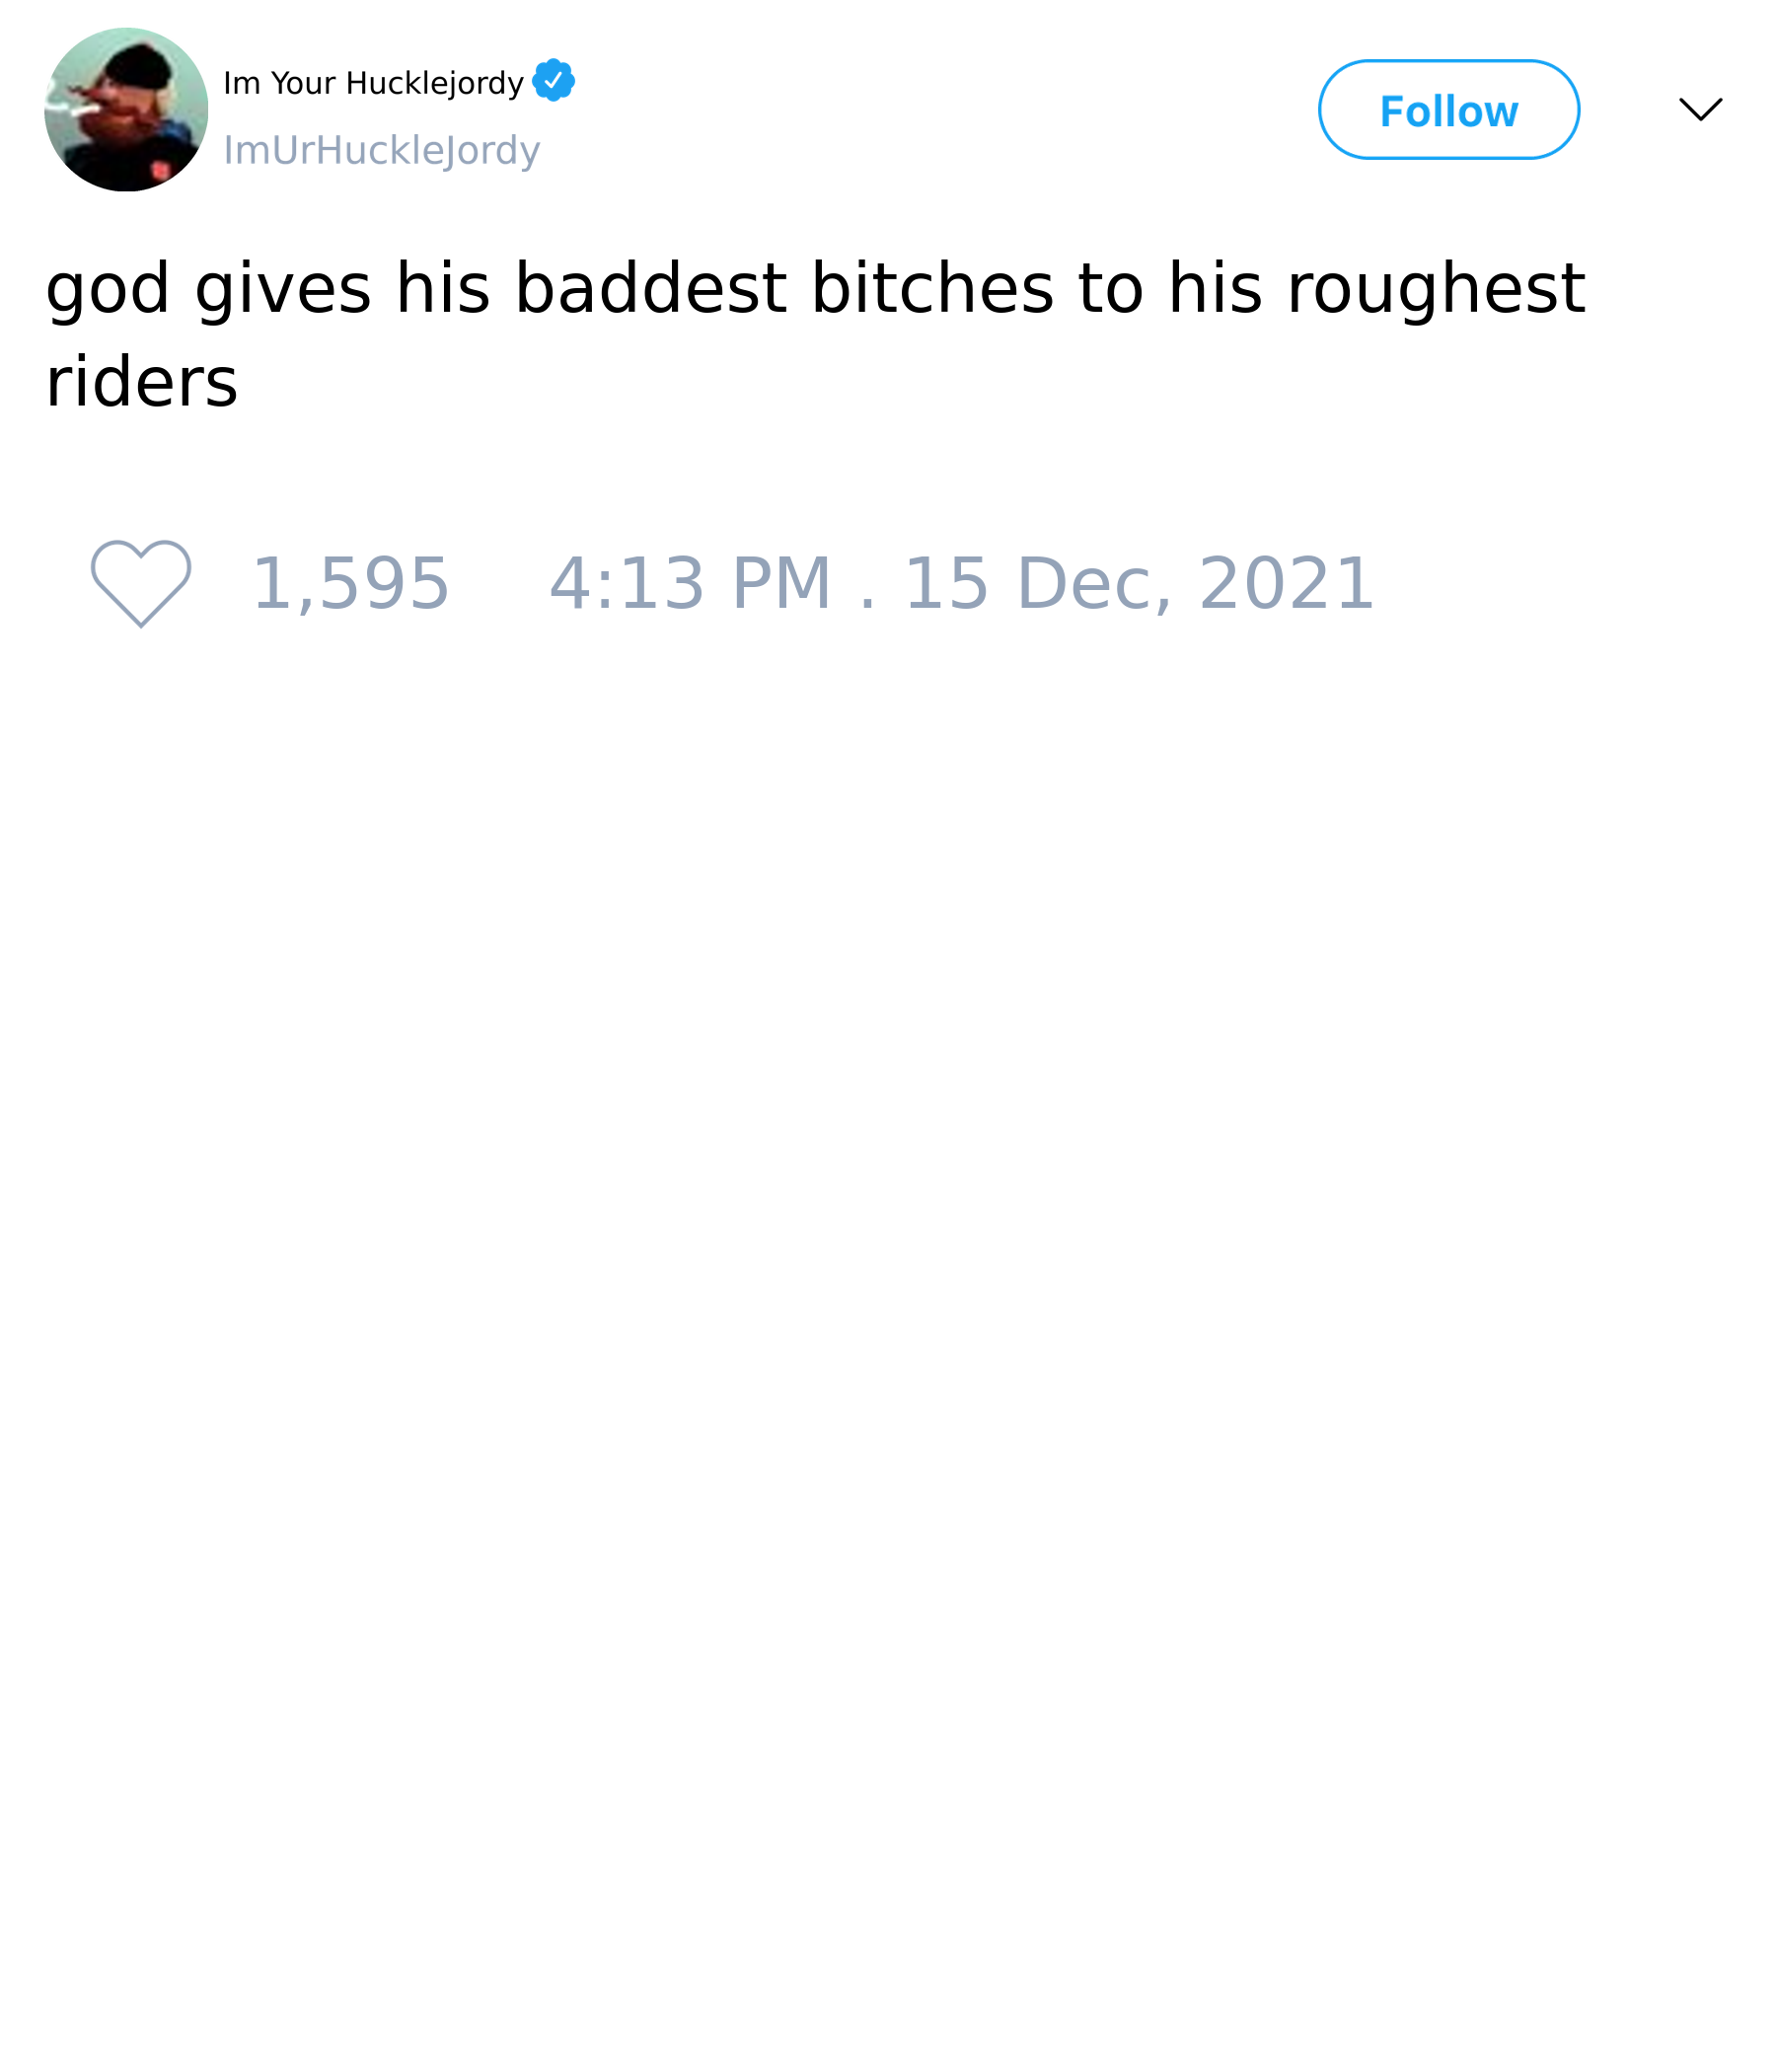 Im Your Hucklejordy
ImUrHuckleJordy
Follow
god gives his baddest bitches to his roughest
riders
1,595 4:13 PM . 15 Dec, 2021